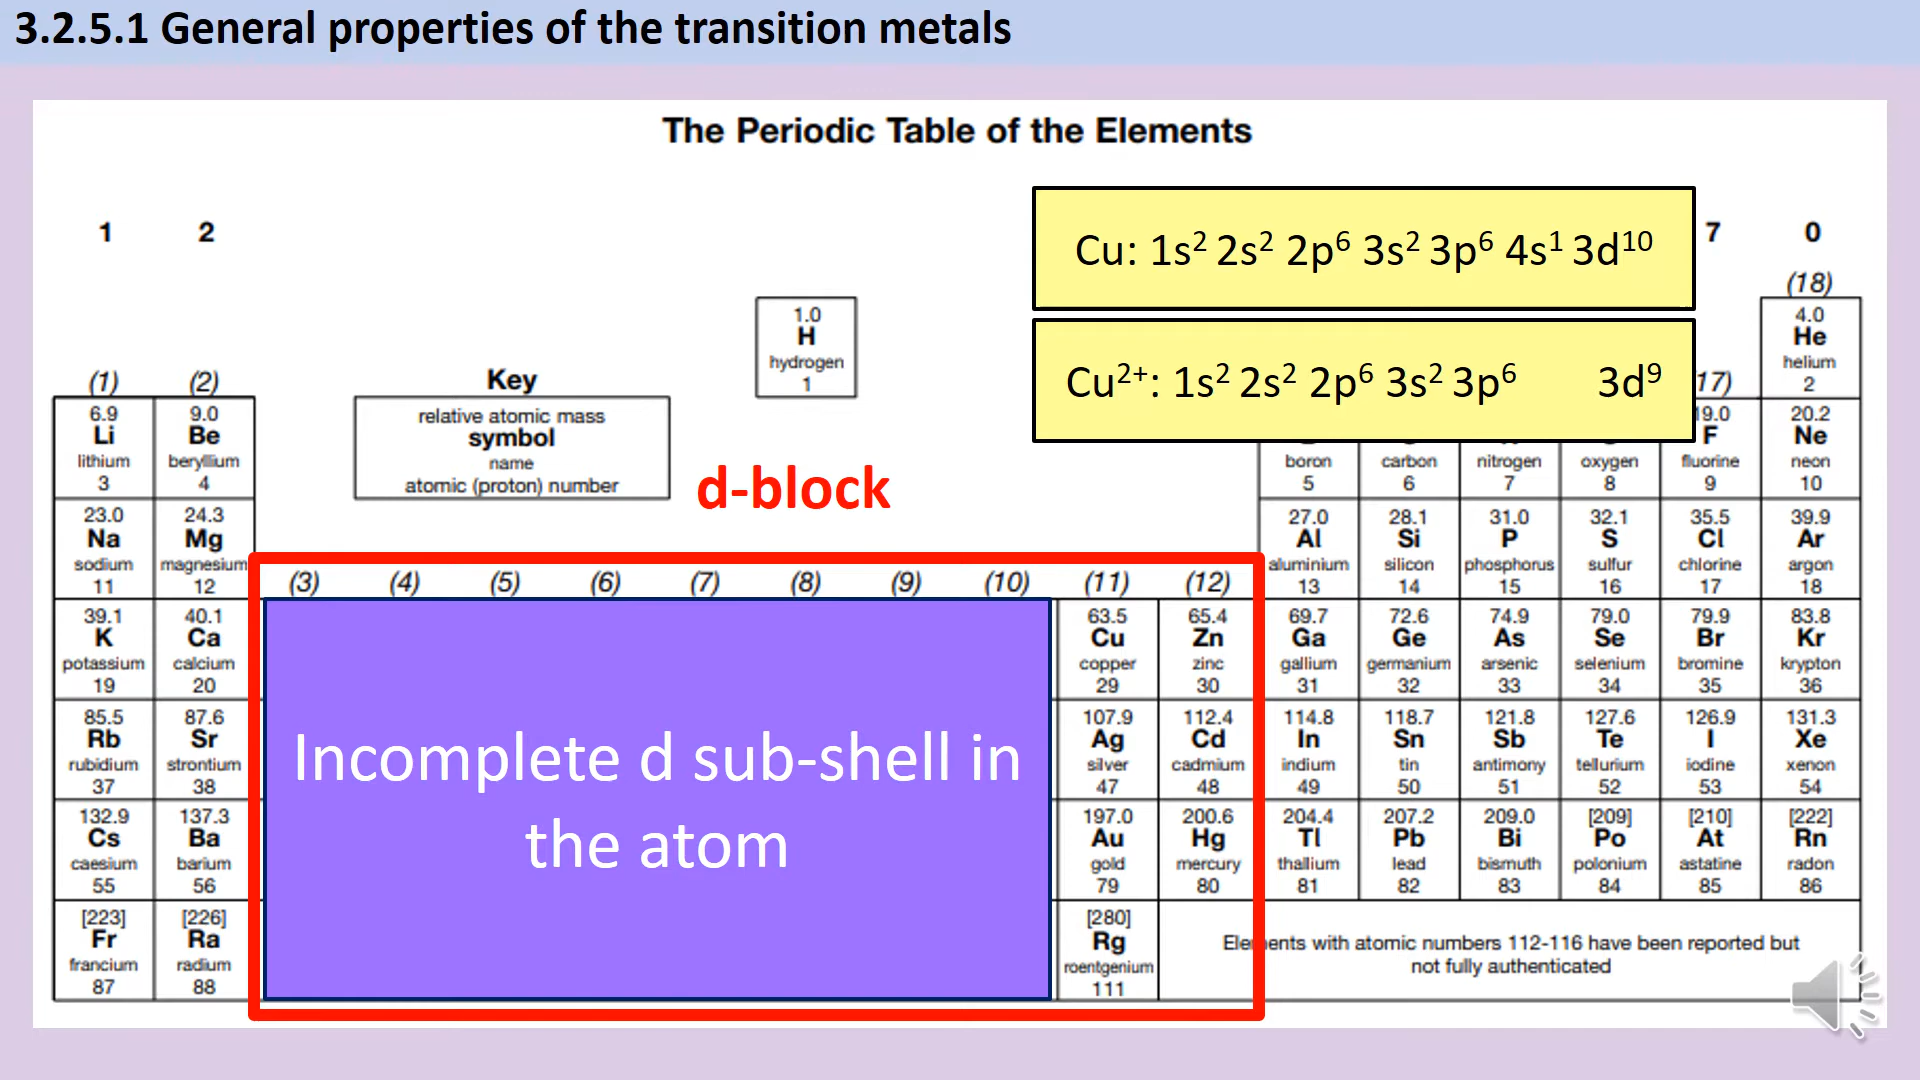 3.2.5.1 General properties of the transition metals
The Periodic Table of the Elements
1 2 7 0
Cu: 1s² 2s² 2p⁶ 3s² 3p⁶ 4s¹ 3d¹⁰
Cu²⁺: 1s² 2s² 2p⁶ 3s² 3p⁶ 3d⁹
(18)
1.0 4.0
H He
hydrogen helium
1 2
(1) (2) Key 17)
6.9 9.0 relative atomic mass 19.0 20.2
Li Be symbol F Ne
lithium beryllium name boron carbon nitrogen oxygen fluorine neon
3 4 atomic (proton) number 5 6 7 8 9 10
d-block
23.0 24.3 27.0 28.1 31.0 32.1 35.5 39.9
Na Mg Al Si P S Cl Ar
sodium magnesium aluminium silicon phosphorus sulfur chlorine argon
11 12 (3) (4) (5) (6) (7) (8) (9) (10) (11) (12) 13 14 15 16 17 18
39.1 40.1 63.5 65.4 69.7 72.6 74.9 79.0 79.9 83.8
K Ca Cu Zn Ga Ge As Se Br Kr
potassium calcium copper zinc gallium germanium arsenic selenium bromine krypton
19 20 29 30 31 32 33 34 35 36
85.5 87.6 107.9 112.4 114.8 118.7 121.8 127.6 126.9 131.3
Rb Sr Ag Cd In Sn Sb Te I Xe
rubidium strontium silver cadmium indium tin antimony tellurium iodine xenon
37 38 47 48 49 50 51 52 53 54
Incomplete d sub-shell in
the atom
132.9 137.3 197.0 200.6 204.4 207.2 209.0 [209] [210] [222]
Cs Ba Au Hg Tl Pb Bi Po At Rn
caesium barium gold mercury thallium lead bismuth polonium astatine radon
55 56 79 80 81 82 83 84 85 86
[223] [226] [280]
Fr Ra Rg
francium radium roentgenium
87 88 111
Elements with atomic numbers 112-116 have been reported but
not fully authenticated